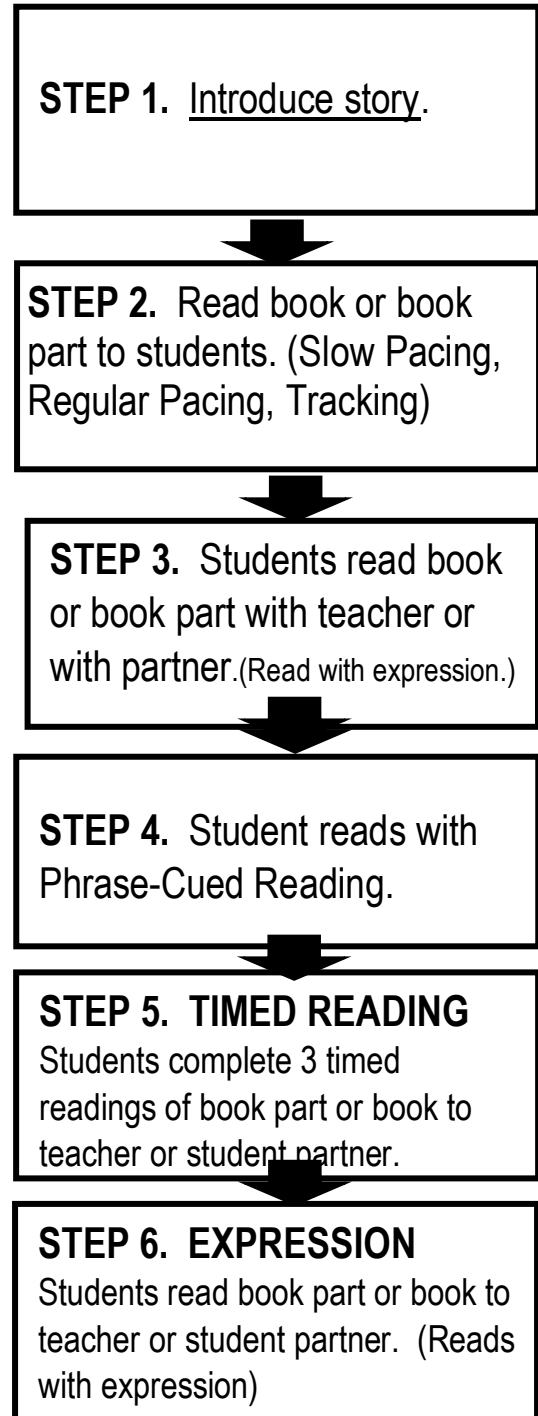 STEP 1. Introduce story.
STEP 2. Read book or book
part to students. (Slow Pacing,
Regular Pacing, Tracking)
STEP 3. Students read book
or book part with teacher or
with partner.(Read with expression.)
STEP 4. Student reads with
Phrase-Cued Reading.
STEP 5. TIMED READING
Students complete 3 timed
readings of book part or book to
teacher or student partner.
STEP 6. EXPRESSION
Students read book part or book to
teacher or student partner. (Reads
with expression)